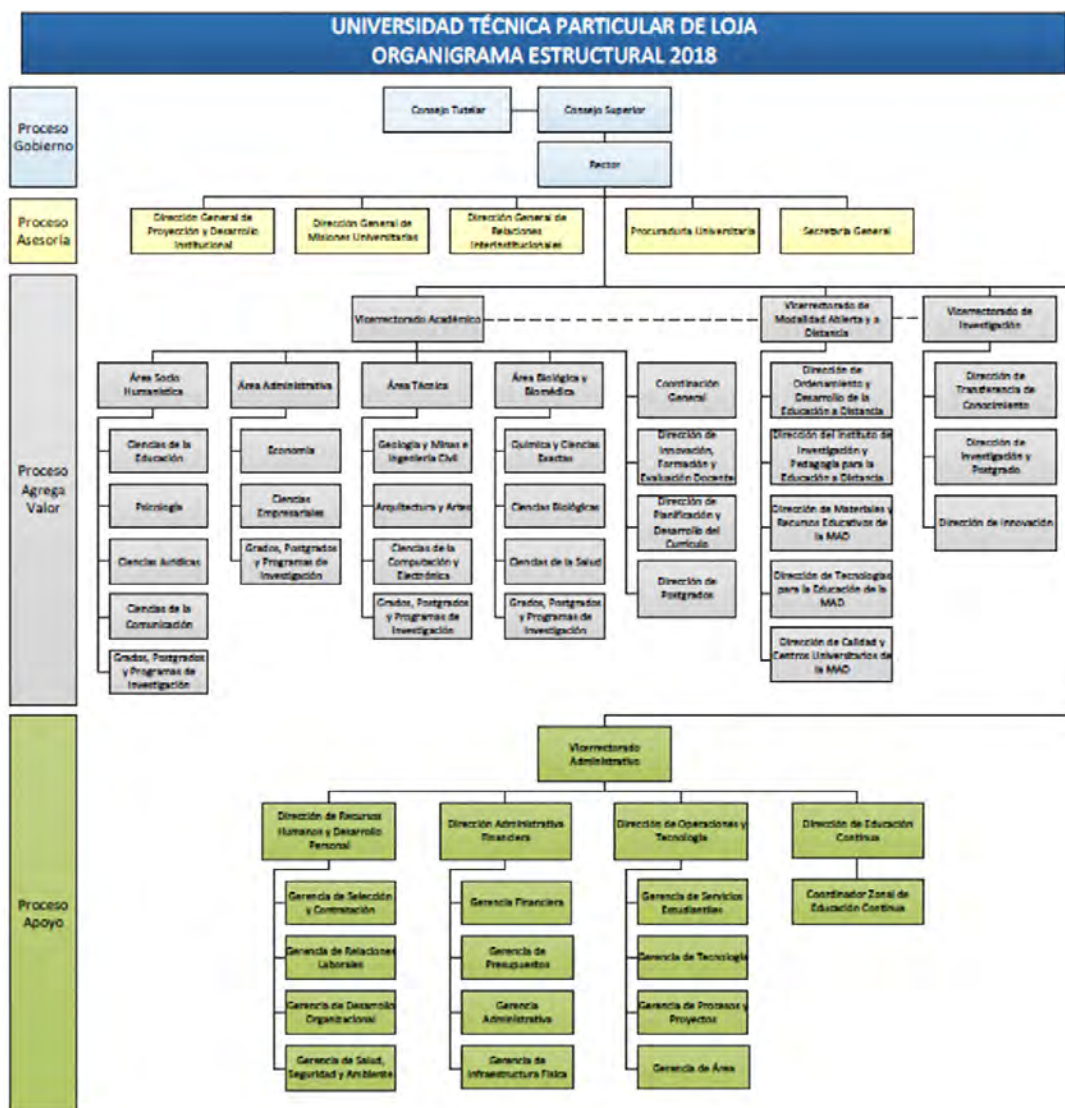 UNIVERSIDAD TÉCNICA PARTICULAR DE LOJA
ORGANIGRAMA ESTRUCTURAL 2018
Proceso
Gobierno
Consejo Tutelar
Consejo Superior
Rector
Proceso
Asesoría
Dirección General de
Proyección y Desarrollo
Institucional
Dirección General de
Misiones Universitarias
Dirección General de
Relaciones
Interinstitucionales
Procuraduría Universitaria
Secretaría General
Proceso
Agrega
Valor
Vicerrectorado Académico
Vicerrectorado de
Modalidad Abierta y a
Distancia
Vicerrectorado de
Investigación
Área Socio
Humanística
Ciencias de la
Educación
Psicología
Ciencias Jurídicas
Ciencias de la
Comunicación
Grados, Postgrados
y Programas de
Investigación
Área Administrativa
Economía
Ciencias
Empresariales
Grados, Postgrados
y Programas de
Investigación
Área Técnica
Geología y Minas e
Ingeniería Civil
Arquitectura y Artes
Ciencias de la
Computación y
Electrónica
Grados, Postgrados
y Programas de
Investigación
Área Biológica y
Biomédica
Química y Ciencias
Exactas
Ciencias Biológicas
Ciencias de la Salud
Grados, Postgrados
y Programas de
Investigación
Coordinación
General
Dirección de
Innovación,
Formación y
Evaluación Docente
Dirección de
Planificación y
Desarrollo del
Currículo
Dirección de
Postgrados
Dirección de
Ordenamiento y
Desarrollo de la
Educación a Distancia
Dirección del Instituto de
Investigación y
Pedagogía para la
Educación a Distancia
Dirección de Materiales y
Recursos Educativos de
la MAD
Dirección de Tecnologías
para la Educación de la
MAD
Dirección de Calidad y
Centros Universitarios de
la MAD
Dirección de
Transferencia de
Conocimiento
Dirección de
Investigación y
Postgrado
Dirección de Innovación
Proceso
Apoyo
Vicerrectorado
Administrativo
Dirección de Recursos
Humanos y Desarrollo
Personal
Gerencia de Selección
y Contratación
Gerencia de Relaciones
Laborales
Gerencia de Desarrollo
Organizacional
Gerencia de Salud,
Seguridad y Ambiente
Dirección Administrativa
Financiera
Gerencia Financiera
Gerencia de
Presupuestos
Gerencia
Administrativa
Gerencia de
Infraestructura Física
Dirección de Operaciones y
Tecnología
Gerencia de Servicios
Estudiantiles
Gerencia de Tecnología
Gerencia de Procesos y
Proyectos
Gerencia de Área
Dirección de Educación
Continua
Coordinador Zonal de
Educación Continua